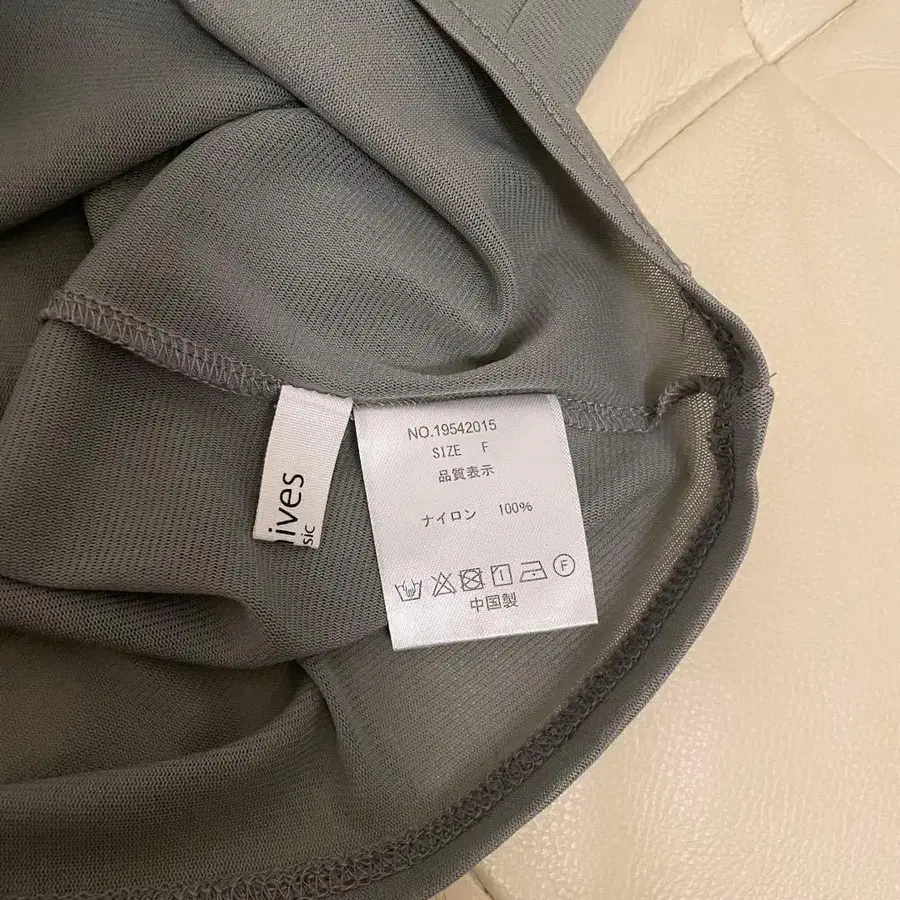 NO.19542015
SIZE F
品質表示
ナイロン 100%
F
中国製
ives
sic